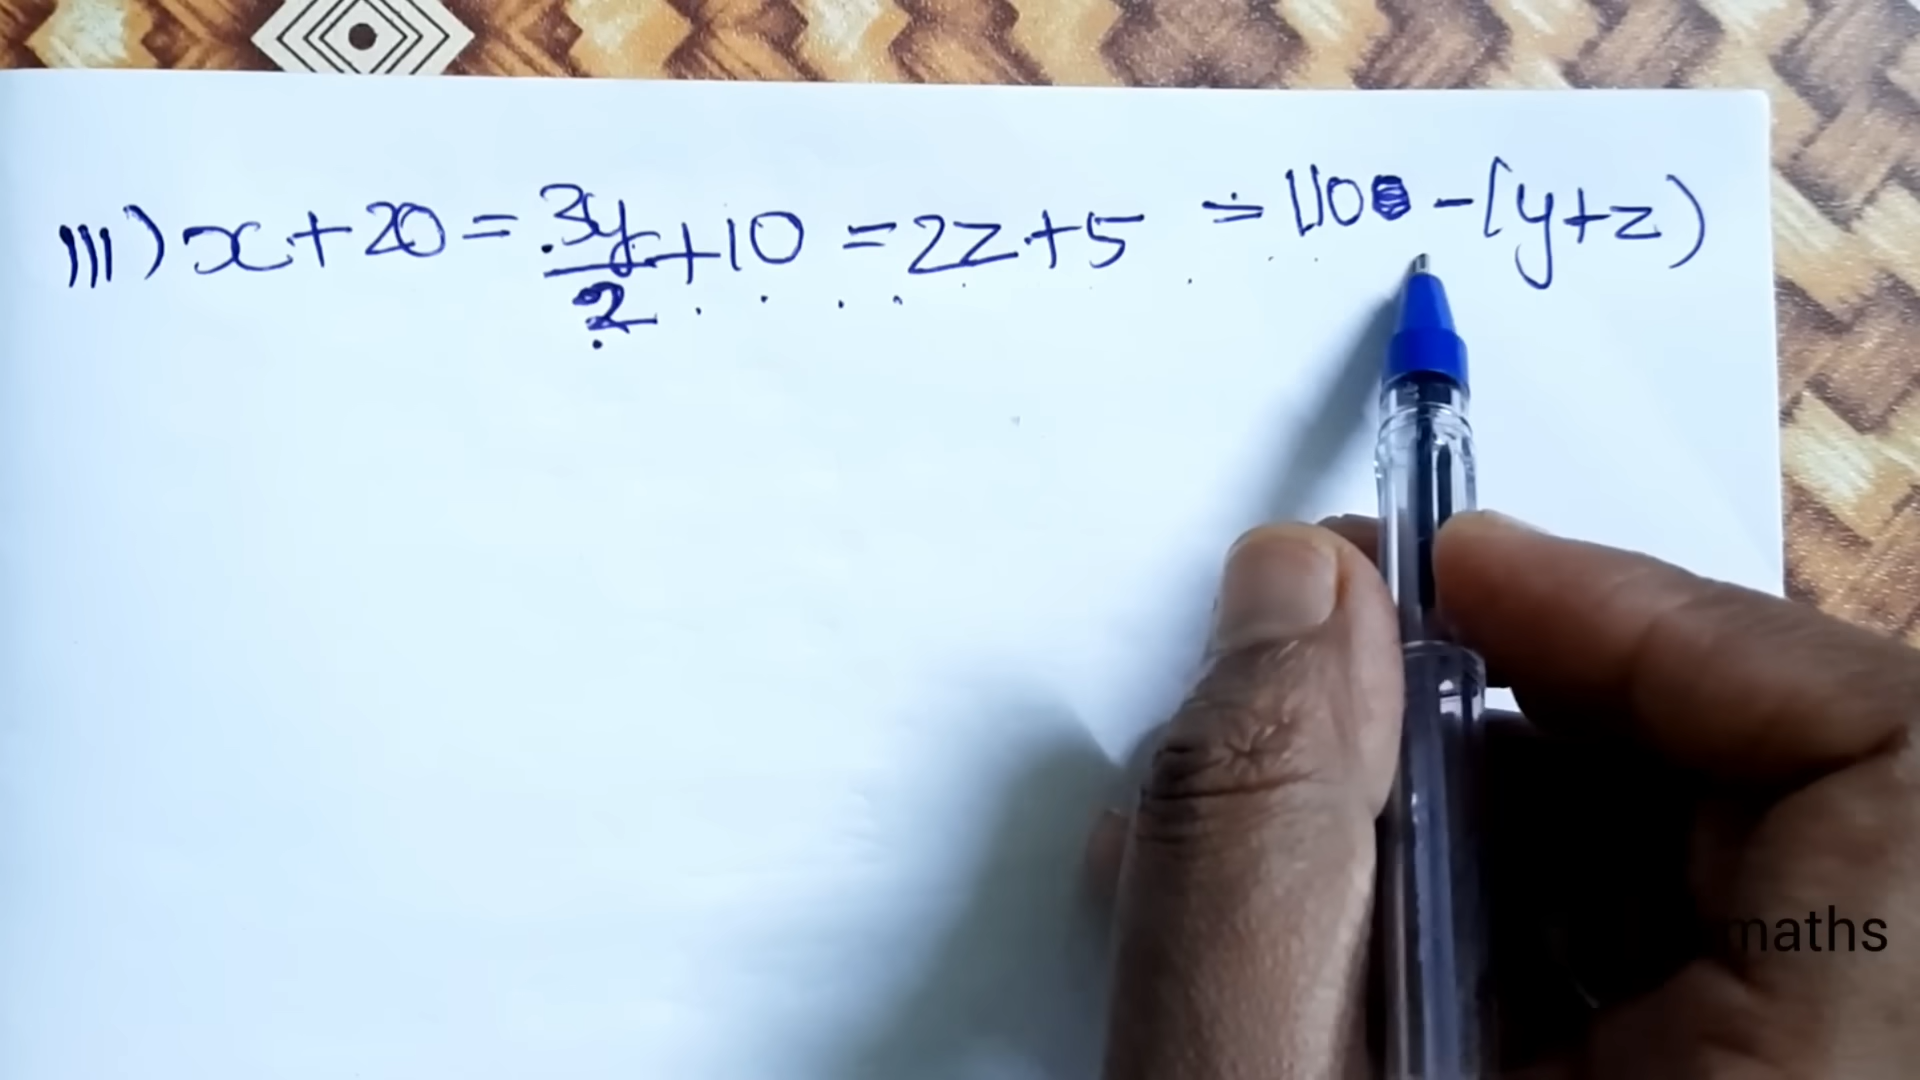 III) x+20 = 3y/2 +10 = 2z+5 = 110 -(y+z)
maths